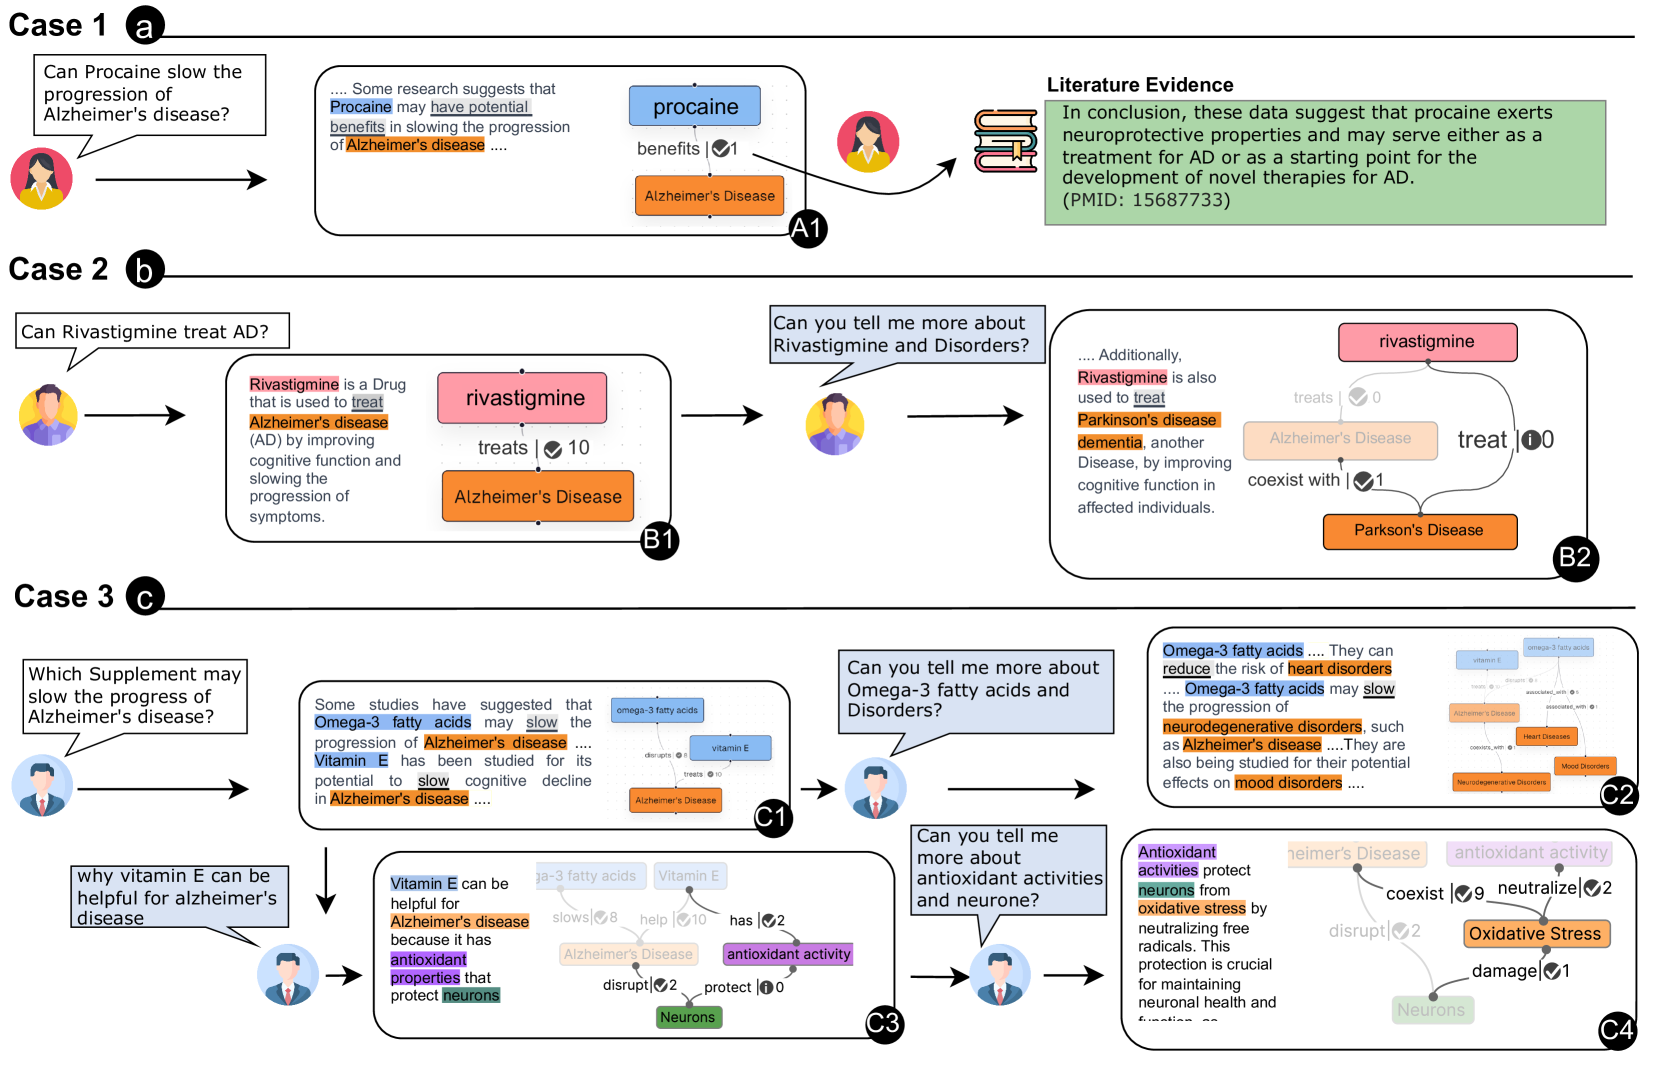 Case 1 a
Can Procaine slow the
progression of
Alzheimer's disease?
.... Some research suggests that
Procaine may have potential
benefits in slowing the progression
of Alzheimer's disease ....
procaine
benefits | 1
Alzheimer's Disease
A1
Literature Evidence
In conclusion, these data suggest that procaine exerts
neuroprotective properties and may serve either as a
treatment for AD or as a starting point for the
development of novel therapies for AD.
(PMID: 15687733)
Case 2 b
Can Rivastigmine treat AD?
Rivastigmine is a Drug
that is used to treat
Alzheimer's disease
(AD) by improving
cognitive function and
slowing the
progression of
symptoms.
rivastigmine
treats | 10
Alzheimer's Disease
B1
Can you tell me more about
Rivastigmine and Disorders?
.... Additionally,
Rivastigmine is also
used to treat
Parkinson's disease
dementia, another
Disease, by improving
cognitive function in
affected individuals.
rivastigmine
treats | 0
Alzheimer's Disease
treat | 0
coexist with | 1
Parkson's Disease
B2
Case 3 c
Which Supplement may
slow the progress of
Alzheimer's disease?
Some studies have suggested that
Omega-3 fatty acids may slow the
progression of Alzheimer's disease ....
Vitamin E has been studied for its
potential to slow cognitive decline
in Alzheimer's disease ....
omega-3 fatty acids
vitamin E
disrupts | 8
treats | 10
Alzheimer's Disease
C1
Can you tell me more about
Omega-3 fatty acids and
Disorders?
Omega-3 fatty acids .... They can
reduce the risk of heart disorders
.... Omega-3 fatty acids may slow
the progression of
neurodegenerative disorders, such
as Alzheimer's disease ....They are
also being studied for their potential
effects on mood disorders ....
omega-3 fatty acids
vitamin E
disrupts
treats
associated_with
associated_with
Alzheimer's Disease
Heart Diseases
coexists_with
Mood Disorders
Neurodegenerative Disorders
C2
why vitamin E can be
helpful for alzheimer's
disease
Vitamin E can be
helpful for
Alzheimer's disease
because it has
antioxidant
properties that
protect neurons
ga-3 fatty acids
Vitamin E
slows | 8
help | 10
has | 2
Alzheimer's Disease
antioxidant activity
disrupt | 2
protect | 0
Neurons
C3
Can you tell me
more about
antioxidant activities
and neurone?
Antioxidant
activities protect
neurons from
oxidative stress by
neutralizing free
radicals. This
protection is crucial
for maintaining
neuronal health and
heimer's Disease
antioxidant activity
coexist | 9
neutralize | 2
disrupt | 2
Oxidative Stress
damage | 1
Neurons
C4